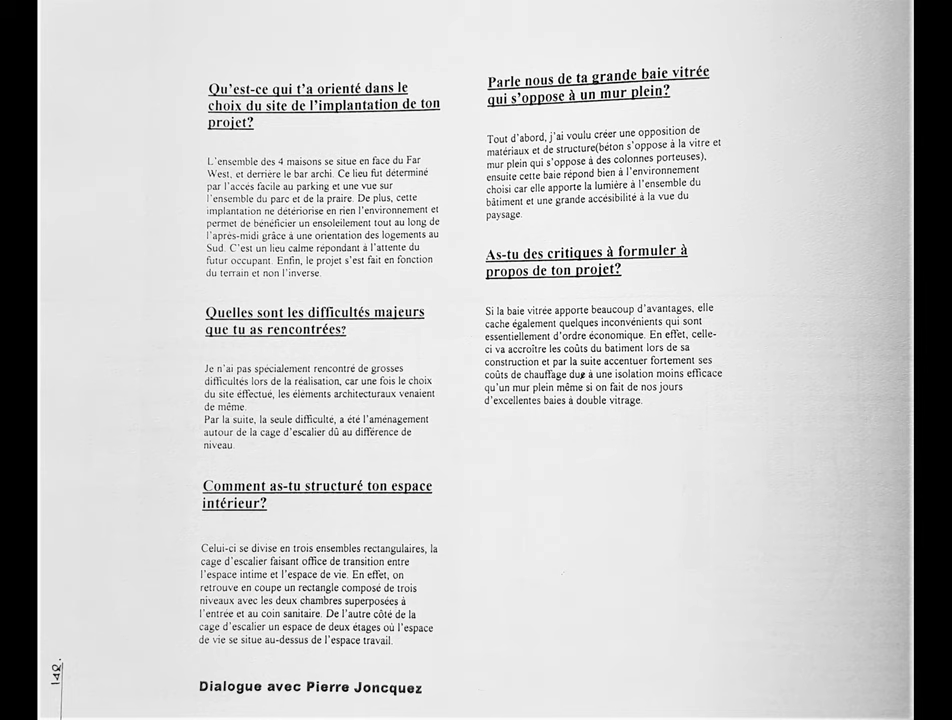 Qu'est-ce qui t'a orienté dans le
choix du site de l'implantation de ton
projet?
L'ensemble des 4 maisons se situe en face du Far
West, et derrière le bar archi. Ce lieu fut déterminé
par l'accés facile au parking et une vue sur
l'ensemble du parc et de la praire. De plus, cette
implantation ne détériorise en rien l'environnement et
permet de bénéficier un ensoleilement tout au long de
l'après-midi grâce à une orientation des logements au
Sud. C'est un lieu calme répondant à l'attente du
futur occupant. Enfin, le projet s'est fait en fonction
du terrain et non l'inverse.
Quelles sont les difficultés majeurs
que tu as rencontrées?
Je n'ai pas spécialement rencontré de grosses
difficultés lors de la réalisation, car une fois le choix
du site éffectué, les éléments architecturaux venaient
de même.
Par la suite, la seule difficulté, a été l'aménagement
autour de la cage d'escalier dû au différence de
niveau.
Comment as-tu structuré ton espace
intérieur?
Celui-ci se divise en trois ensembles rectangulaires, la
cage d'escalier faisant office de transition entre
l'espace intime et l'espace de vie. En effet, on
retrouve en coupe un rectangle composé de trois
niveaux avec les deux chambres superposées à
l'entrée et au coin sanitaire. De l'autre côté de la
cage d'escalier un espace de deux étages où l'espace
de vie se situe au-dessus de l'espace travail.
Dialogue avec Pierre Joncquez
Parle nous de ta grande baie vitrée
qui s'oppose à un mur plein?
Tout d'abord, j'ai voulu créer une opposition de
matériaux et de structure(béton s'oppose à la vitre et
mur plein qui s'oppose à des colonnes porteuses),
ensuite cette baie répond bien à l'environnement
choisi car elle apporte la lumière à l'ensemble du
bâtiment et une grande accésibilité à la vue du
paysage.
As-tu des critiques à formuler à
propos de ton projet?
Si la baie vitrée apporte beaucoup d'avantages, elle
cache également quelques inconvénients qui sont
essentiellement d'ordre économique. En effet, celle-
ci va accroître les coûts du batiment lors de sa
construction et par la suite accentuer fortement ses
coûts de chauffage due à une isolation moins efficace
qu'un mur plein même si on fait de nos jours
d'excellentes baies à double vitrage.